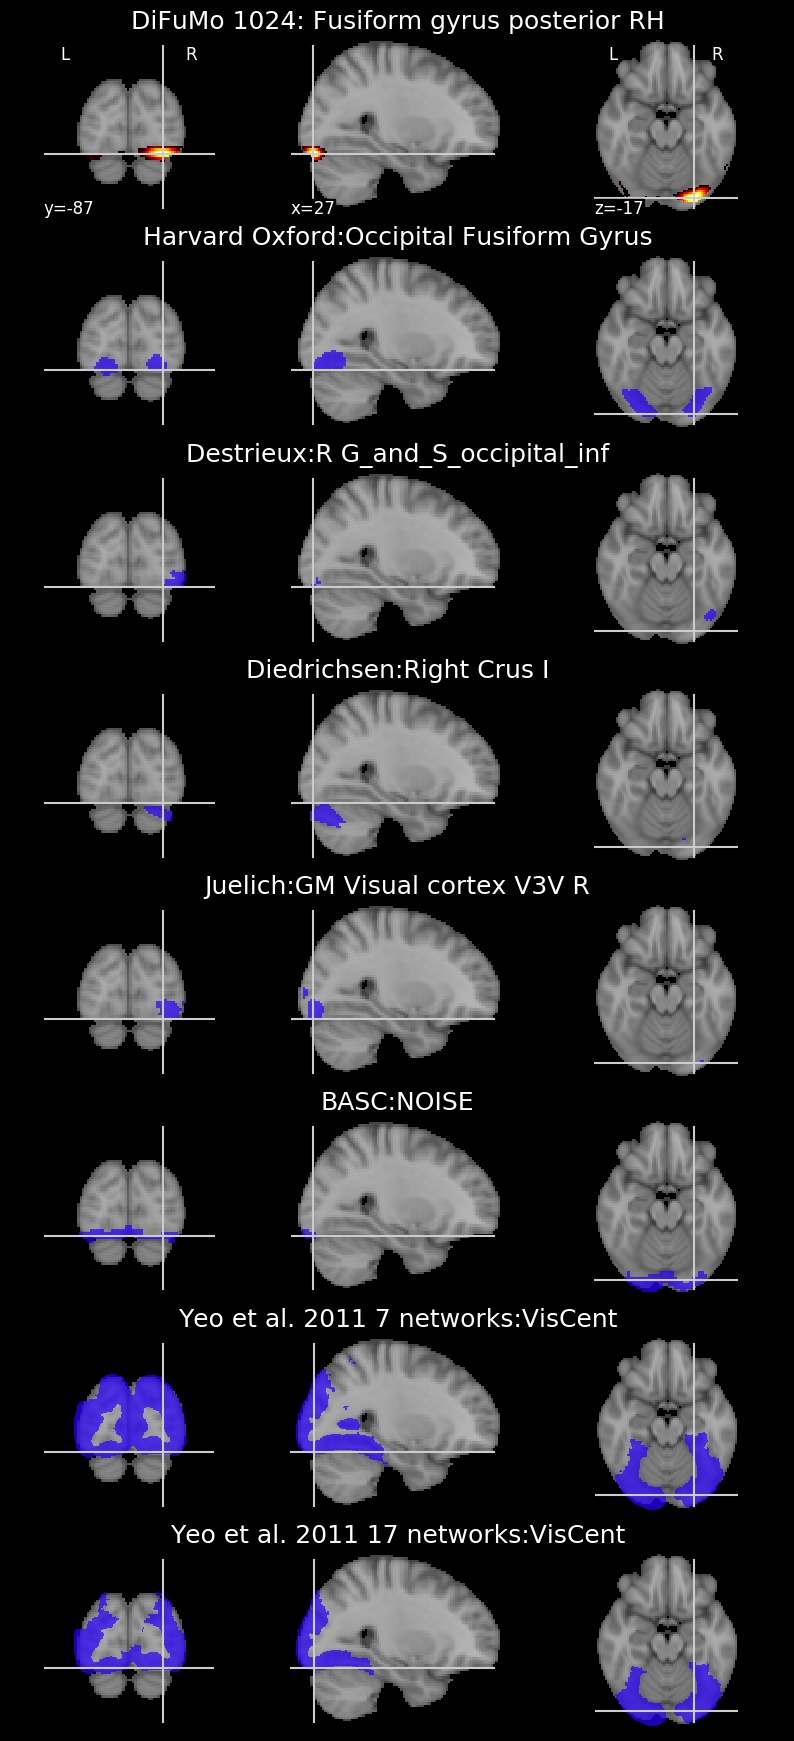 DiFuMo 1024: Fusiform gyrus posterior RH
L R L R
y=-87 x=27 z=-17
Harvard Oxford:Occipital Fusiform Gyrus
Destrieux:R G_and_S_occipital_inf
Diedrichsen:Right Crus I
Juelich:GM Visual cortex V3V R
BASC:NOISE
Yeo et al. 2011 7 networks:VisCent
Yeo et al. 2011 17 networks:VisCent